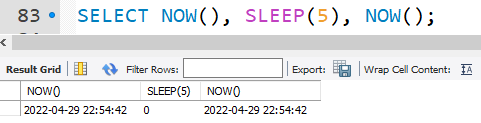 83 SELECT NOW(), SLEEP(5), NOW();
Result Grid Filter Rows: Export: Wrap Cell Content: IA
NOW() SLEEP(5) NOW()
2022-04-29 22:54:42 0 2022-04-29 22:54:42